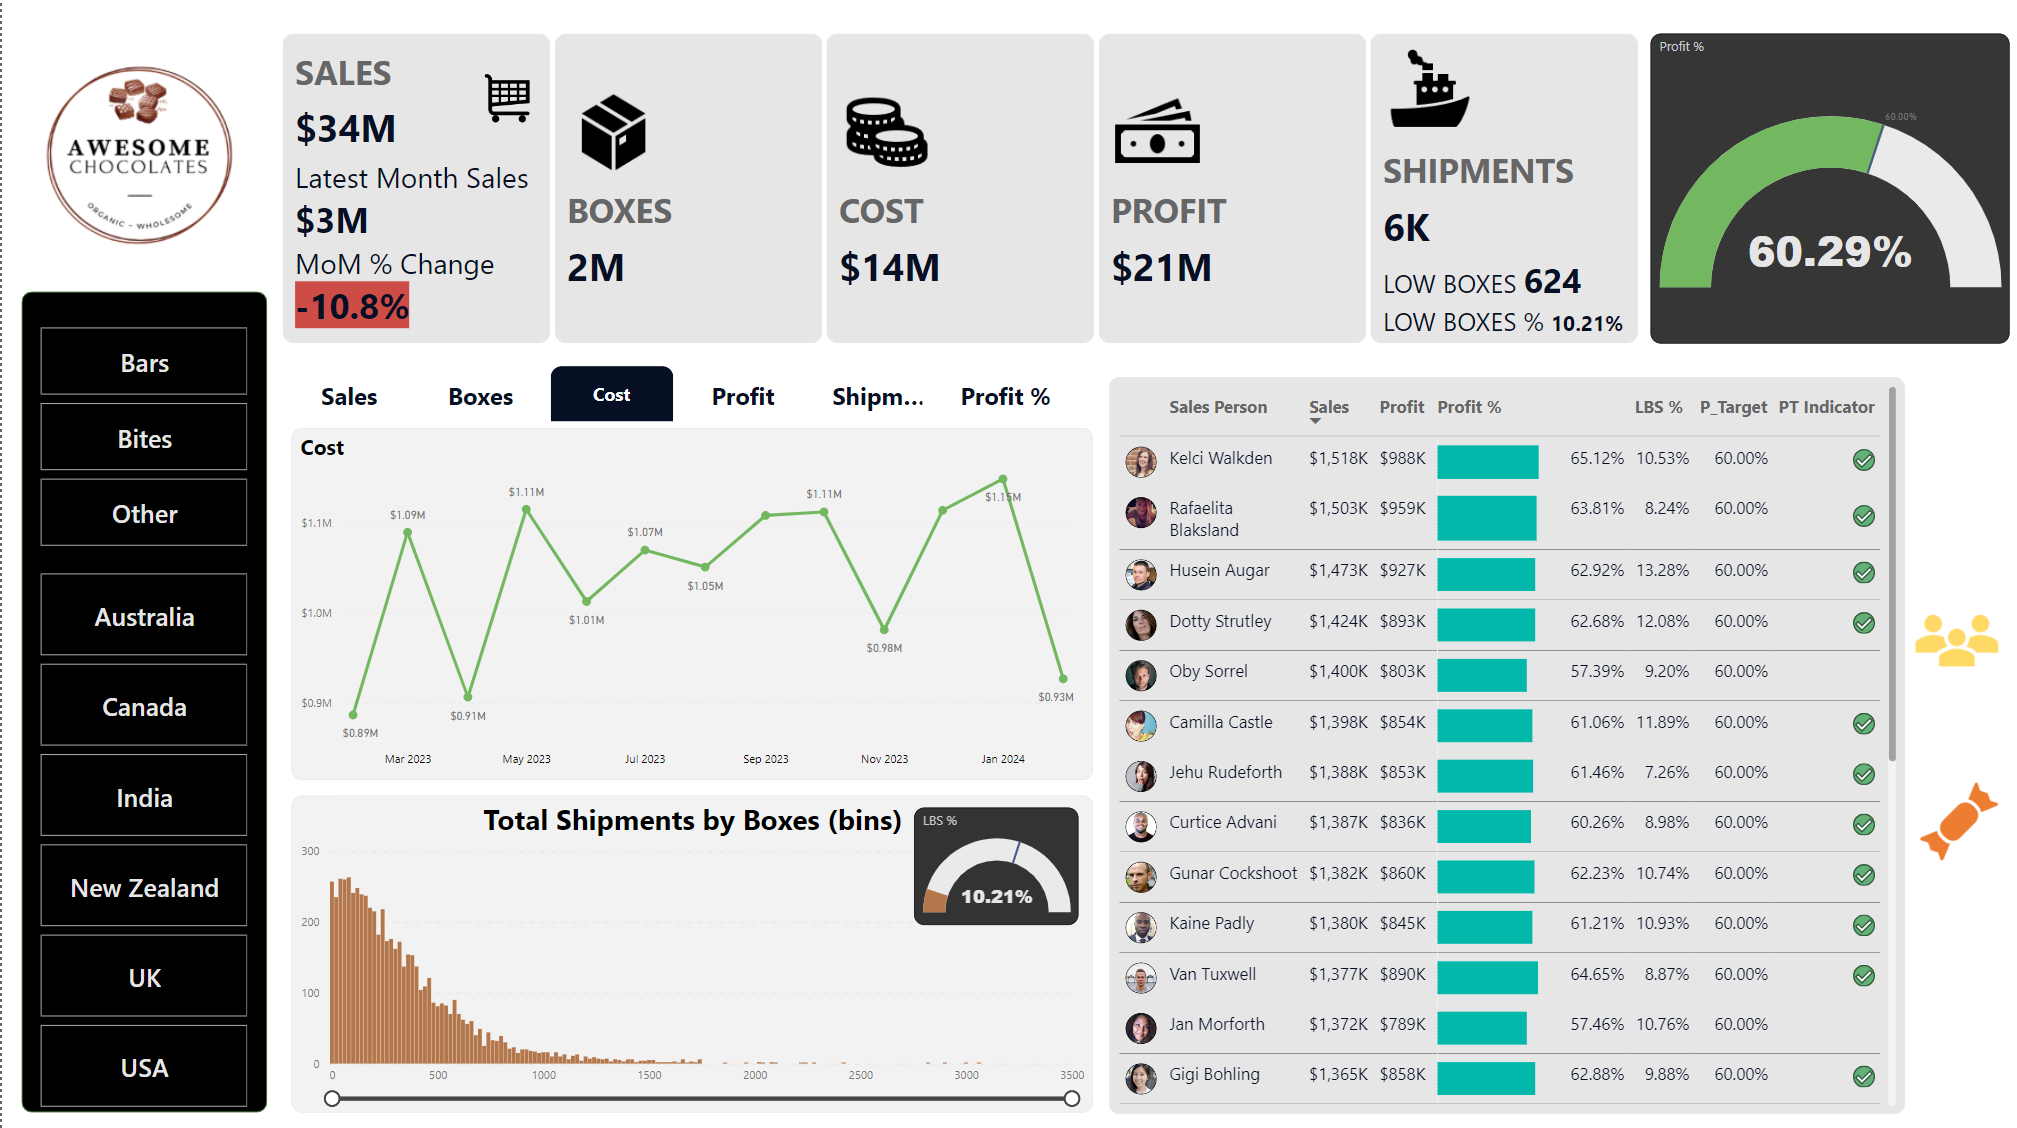 AWESOME
CHOCOLATES
ORGANIC - WHOLESOME
SALES
$34M
Latest Month Sales
$3M
MoM % Change
-10.8%
BOXES
2M
COST
$14M
PROFIT
$21M
SHIPMENTS
6K
LOW BOXES 624
LOW BOXES % 10.21%
Profit %
60.00%
60.29%
Bars
Bites
Other
Australia
Canada
India
New Zealand
UK
USA
Sales Boxes Cost Profit Shipm... Profit %
Cost
$1.1M
$1.0M
$0.9M
$0.89M
$1.09M
$0.91M
$1.11M
$1.01M
$1.07M
$1.05M
$1.11M
$0.98M
$1.15M
$0.93M
Mar 2023 May 2023 Jul 2023 Sep 2023 Nov 2023 Jan 2024
Total Shipments by Boxes (bins)
LBS %
10.21%
300
200
100
0
0 500 1000 1500 2000 2500 3000 3500
Sales Person Sales Profit Profit % LBS % P_Target PT Indicator
Kelci Walkden $1,518K $988K 65.12% 10.53% 60.00%
Rafaelita $1,503K $959K 63.81% 8.24% 60.00%
Blaksland
Husein Augar $1,473K $927K 62.92% 13.28% 60.00%
Dotty Strutley $1,424K $893K 62.68% 12.08% 60.00%
Oby Sorrel $1,400K $803K 57.39% 9.20% 60.00%
Camilla Castle $1,398K $854K 61.06% 11.89% 60.00%
Jehu Rudeforth $1,388K $853K 61.46% 7.26% 60.00%
Curtice Advani $1,387K $836K 60.26% 8.98% 60.00%
Gunar Cockshoot $1,382K $860K 62.23% 10.74% 60.00%
Kaine Padly $1,380K $845K 61.21% 10.93% 60.00%
Van Tuxwell $1,377K $890K 64.65% 8.87% 60.00%
Jan Morforth $1,372K $789K 57.46% 10.76% 60.00%
Gigi Bohling $1,365K $858K 62.88% 9.88% 60.00%